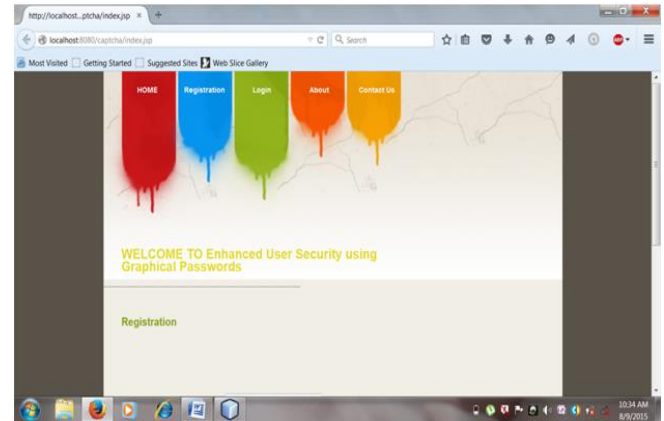 http://localhost...ptcha/index.jsp
localhost:8080/captcha/index.jsp
Search
Most Visited Getting Started Suggested Sites Web Slice Gallery
HOME Registration Login About Contact Us
WELCOME TO Enhanced User Security using
Graphical Passwords
Registration
10:34 AM
8/9/2015